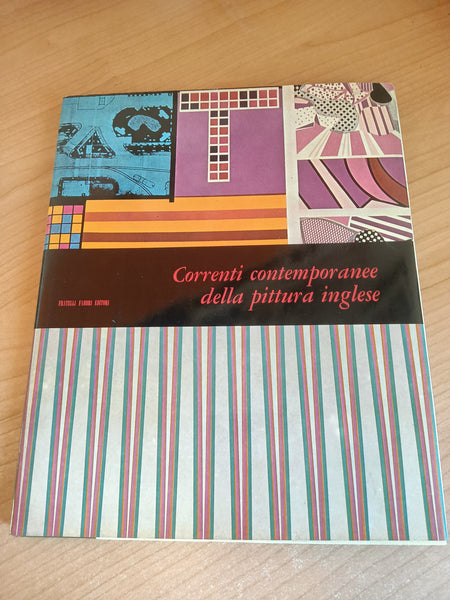 Correnti contemporanee
della pittura inglese
FRATELLI FABBRI EDITORI